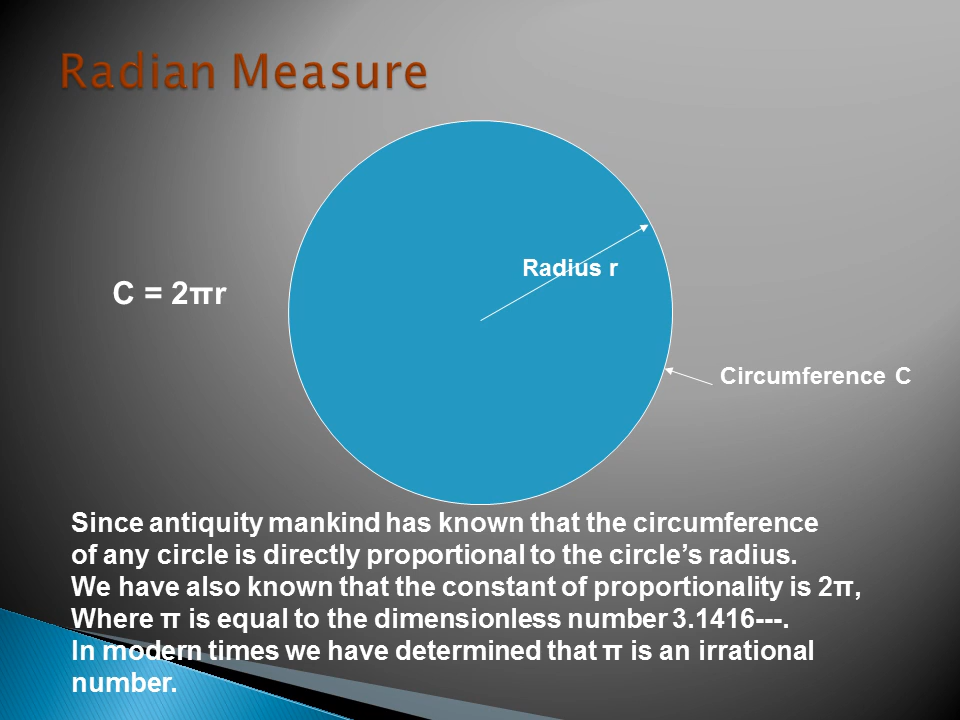 Radian Measure
Radius r
C = 2πr
Circumference C
Since antiquity mankind has known that the circumference
of any circle is directly proportional to the circle’s radius.
We have also known that the constant of proportionality is 2π,
Where π is equal to the dimensionless number 3.1416---.
In modern times we have determined that π is an irrational
number.